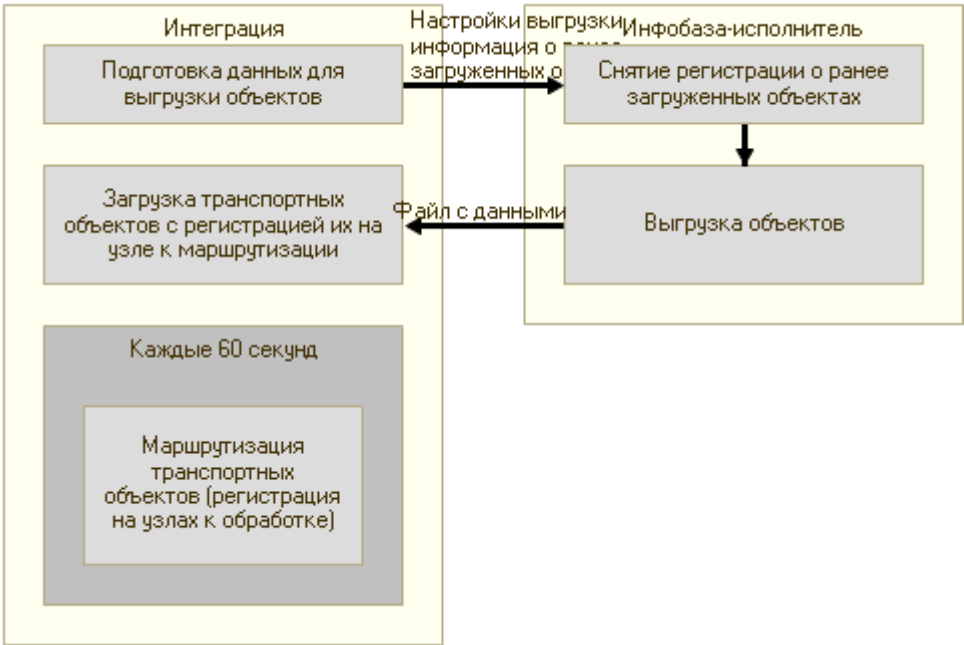 Интеграция
Подготовка данных для
выгрузки объектов
Настройки выгрузки
информация о
загруженных
Инфобаза-исполнитель
Снятие регистрации о ранее
загруженных объектах
Загрузка транспортных
объектов с регистрацией их на
узле к маршрутизации
Файл с данными
Выгрузка объектов
Каждые 60 секунд
Маршрутизация
транспортных
объектов (регистрация
на узлах к обработке)